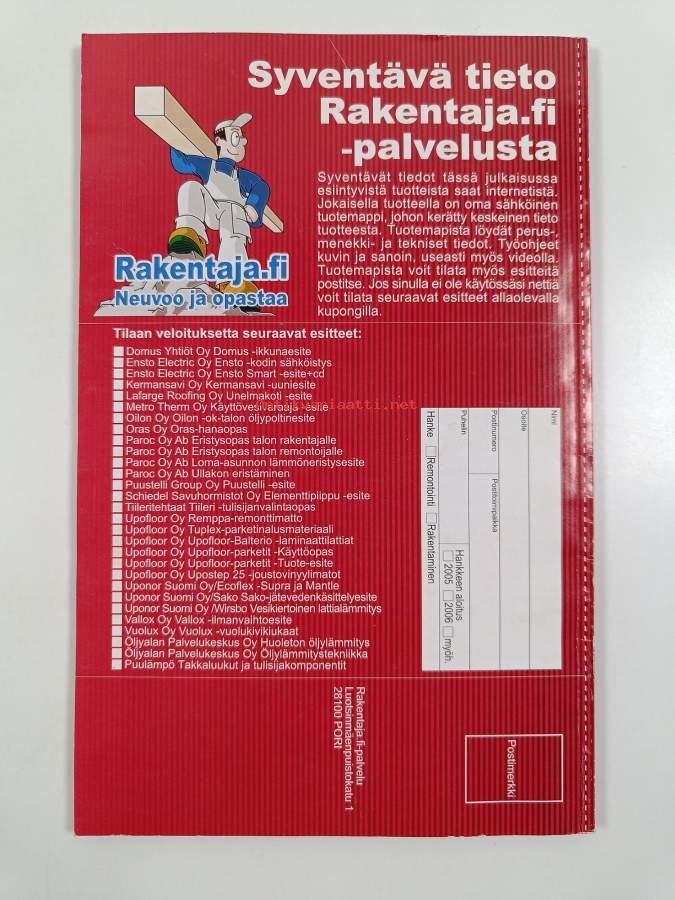 Syventävä tieto
Rakentaja.fi
-palvelusta
Syventävät tiedot tässä julkaisussa
esiintyvistä tuotteista saat internetistä.
Jokaisella tuotteella on oma sähköinen
tuotemappi, johon kerätty keskeinen tieto
tuotteesta. Tuotemapista löydät perus-,
menekki- ja tekniset tiedot. Työohjeet
kuvin ja sanoin, useasti myös videolla.
Tuotemapista voit tilata myös esitteitä
postitse. Jos sinulla ei ole käytössäsi nettiä
voit tilata seuraavat esitteet allaolevalla
kupongilla.
Rakentaja.fi
Neuvoo ja opastaa
Tilaan veloituksetta seuraavat esitteet:
Domus Yhtiöt Oy Domus -ikkunaesite
Ensto Electric Oy Ensto -kodin sähköistys
Ensto Electric Oy Ensto Smart -esite+cd
Kermansavi Oy Kermansavi -uuniesite
Lafarge Roofing Oy Unelmakoti -esite
Metro Therm Oy Käyttövesivaraaja -esite
Oilon Oy Oilon -ok-talon öljypoltinesite
Oras Oy Oras-hanaopas
Paroc Oy Ab Eristysopas talon rakentajalle
Paroc Oy Ab Eristysopas talon remontoijalle
Paroc Oy Ab Loma-asunnon lämmöneristysesite
Paroc Oy Ab Ullakon eristäminen
Puustelli Group Oy Puustelli -esite
Schiedel Savuhormistot Oy Elementtipiippu -esite
Tiileritehtaat Tiileri -tulisijanvalintaopas
Upofloor Oy Remppa-remonttimatto
Upofloor Oy Tuplex-parketinalusmateriaali
Upofloor Oy Upofloor-Balterio -laminaattilattiat
Upofloor Oy Upofloor-parketit -Käyttöopas
Upofloor Oy Upofloor-parketit -Tuote-esite
Upofloor Oy Upostep 25 -joustovinyylimatot
Uponor Suomi Oy/Ecoflex -Supra ja Mantle
Uponor Suomi Oy/Sako Sako-jätevedenkäsittelyesite
Uponor Suomi Oy /Wirsbo Vesikiertoinen lattialämmitys
Vallox Oy Vallox -ilmanvaihtoesite
Vuolux Oy Vuolux -vuolukivikiukaat
Öljyalan Palvelukeskus Oy Huoleton öljylämmitys
Öljyalan Palvelukeskus Oy Öljylämmitystekniikka
Puulämpö Takkaluukut ja tulisijakomponentit
Nimi
Osoite
Postinumero
Postitoimipaikka
Puhelin
Hankkeen aloitus
2005 2006 myöh.
Hanke Remontointi Rakentaminen
Rakentaja.fi-palvelu
Luotsinmäenpuistokatu 1
28100 PORI
Postimerkki